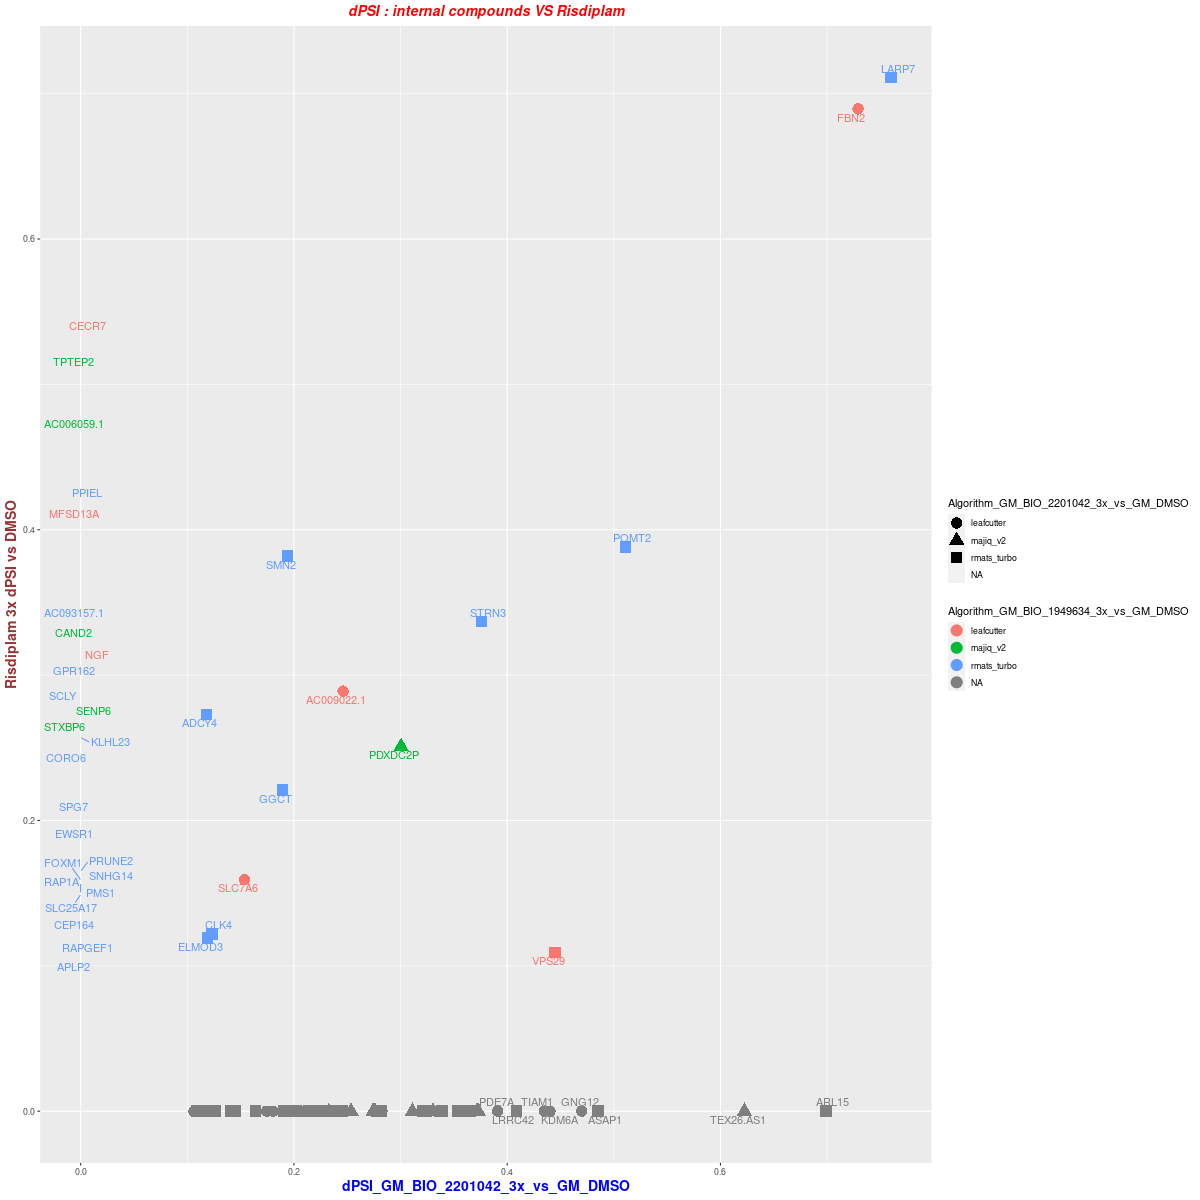 dPSI : internal compounds VS Risdiplam
LARP7
FBN2
0.6
CECR7
TPTEP2
AC006059.1
PPIEL
MFSD13A
0.4
POMT2
SMN2
AC093157.1
STRN3
CAND2
NGF
GPR162
SCLY
AC009022.1
SENP6
ADCY4
STXBP6
KLHL23
CORO6
PDXDC2P
GGCT
SPG7
0.2
EWSR1
FOXM1
PRUNE2
SNHG14
RAP1A
SLC7A6
PMS1
SLC25A17
CEP164
CLK4
RAPGEF1
ELMOD3
VPS29
APLP2
PDE7A
TIAM1
GNG12
ARL15
0.0
LRRC42
KDM6A
ASAP1
TEX26.AS1
0.0
0.2
0.4
0.6
dPSI_GM_BIO_2201042_3x_vs_GM_DMSO
Risdiplam 3x dPSI vs DMSO
Algorithm_GM_BIO_2201042_3x_vs_GM_DMSO
leafcutter
majiq_v2
rmats_turbo
NA
Algorithm_GM_BIO_1949634_3x_vs_GM_DMSO
leafcutter
majiq_v2
rmats_turbo
NA